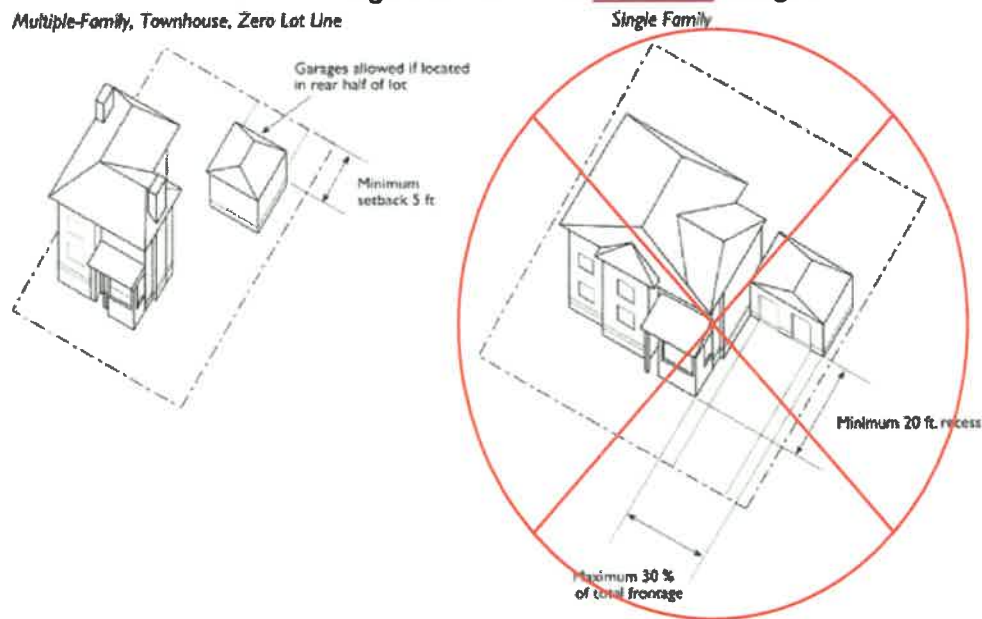 Multiple-Family, Townhouse, Zero Lot Line
Single Family
Garages allowed if located
in rear half of lot
Minimum
setback 5 ft
Minimum 20 ft. recess
Maximum 30 %
of total frontage